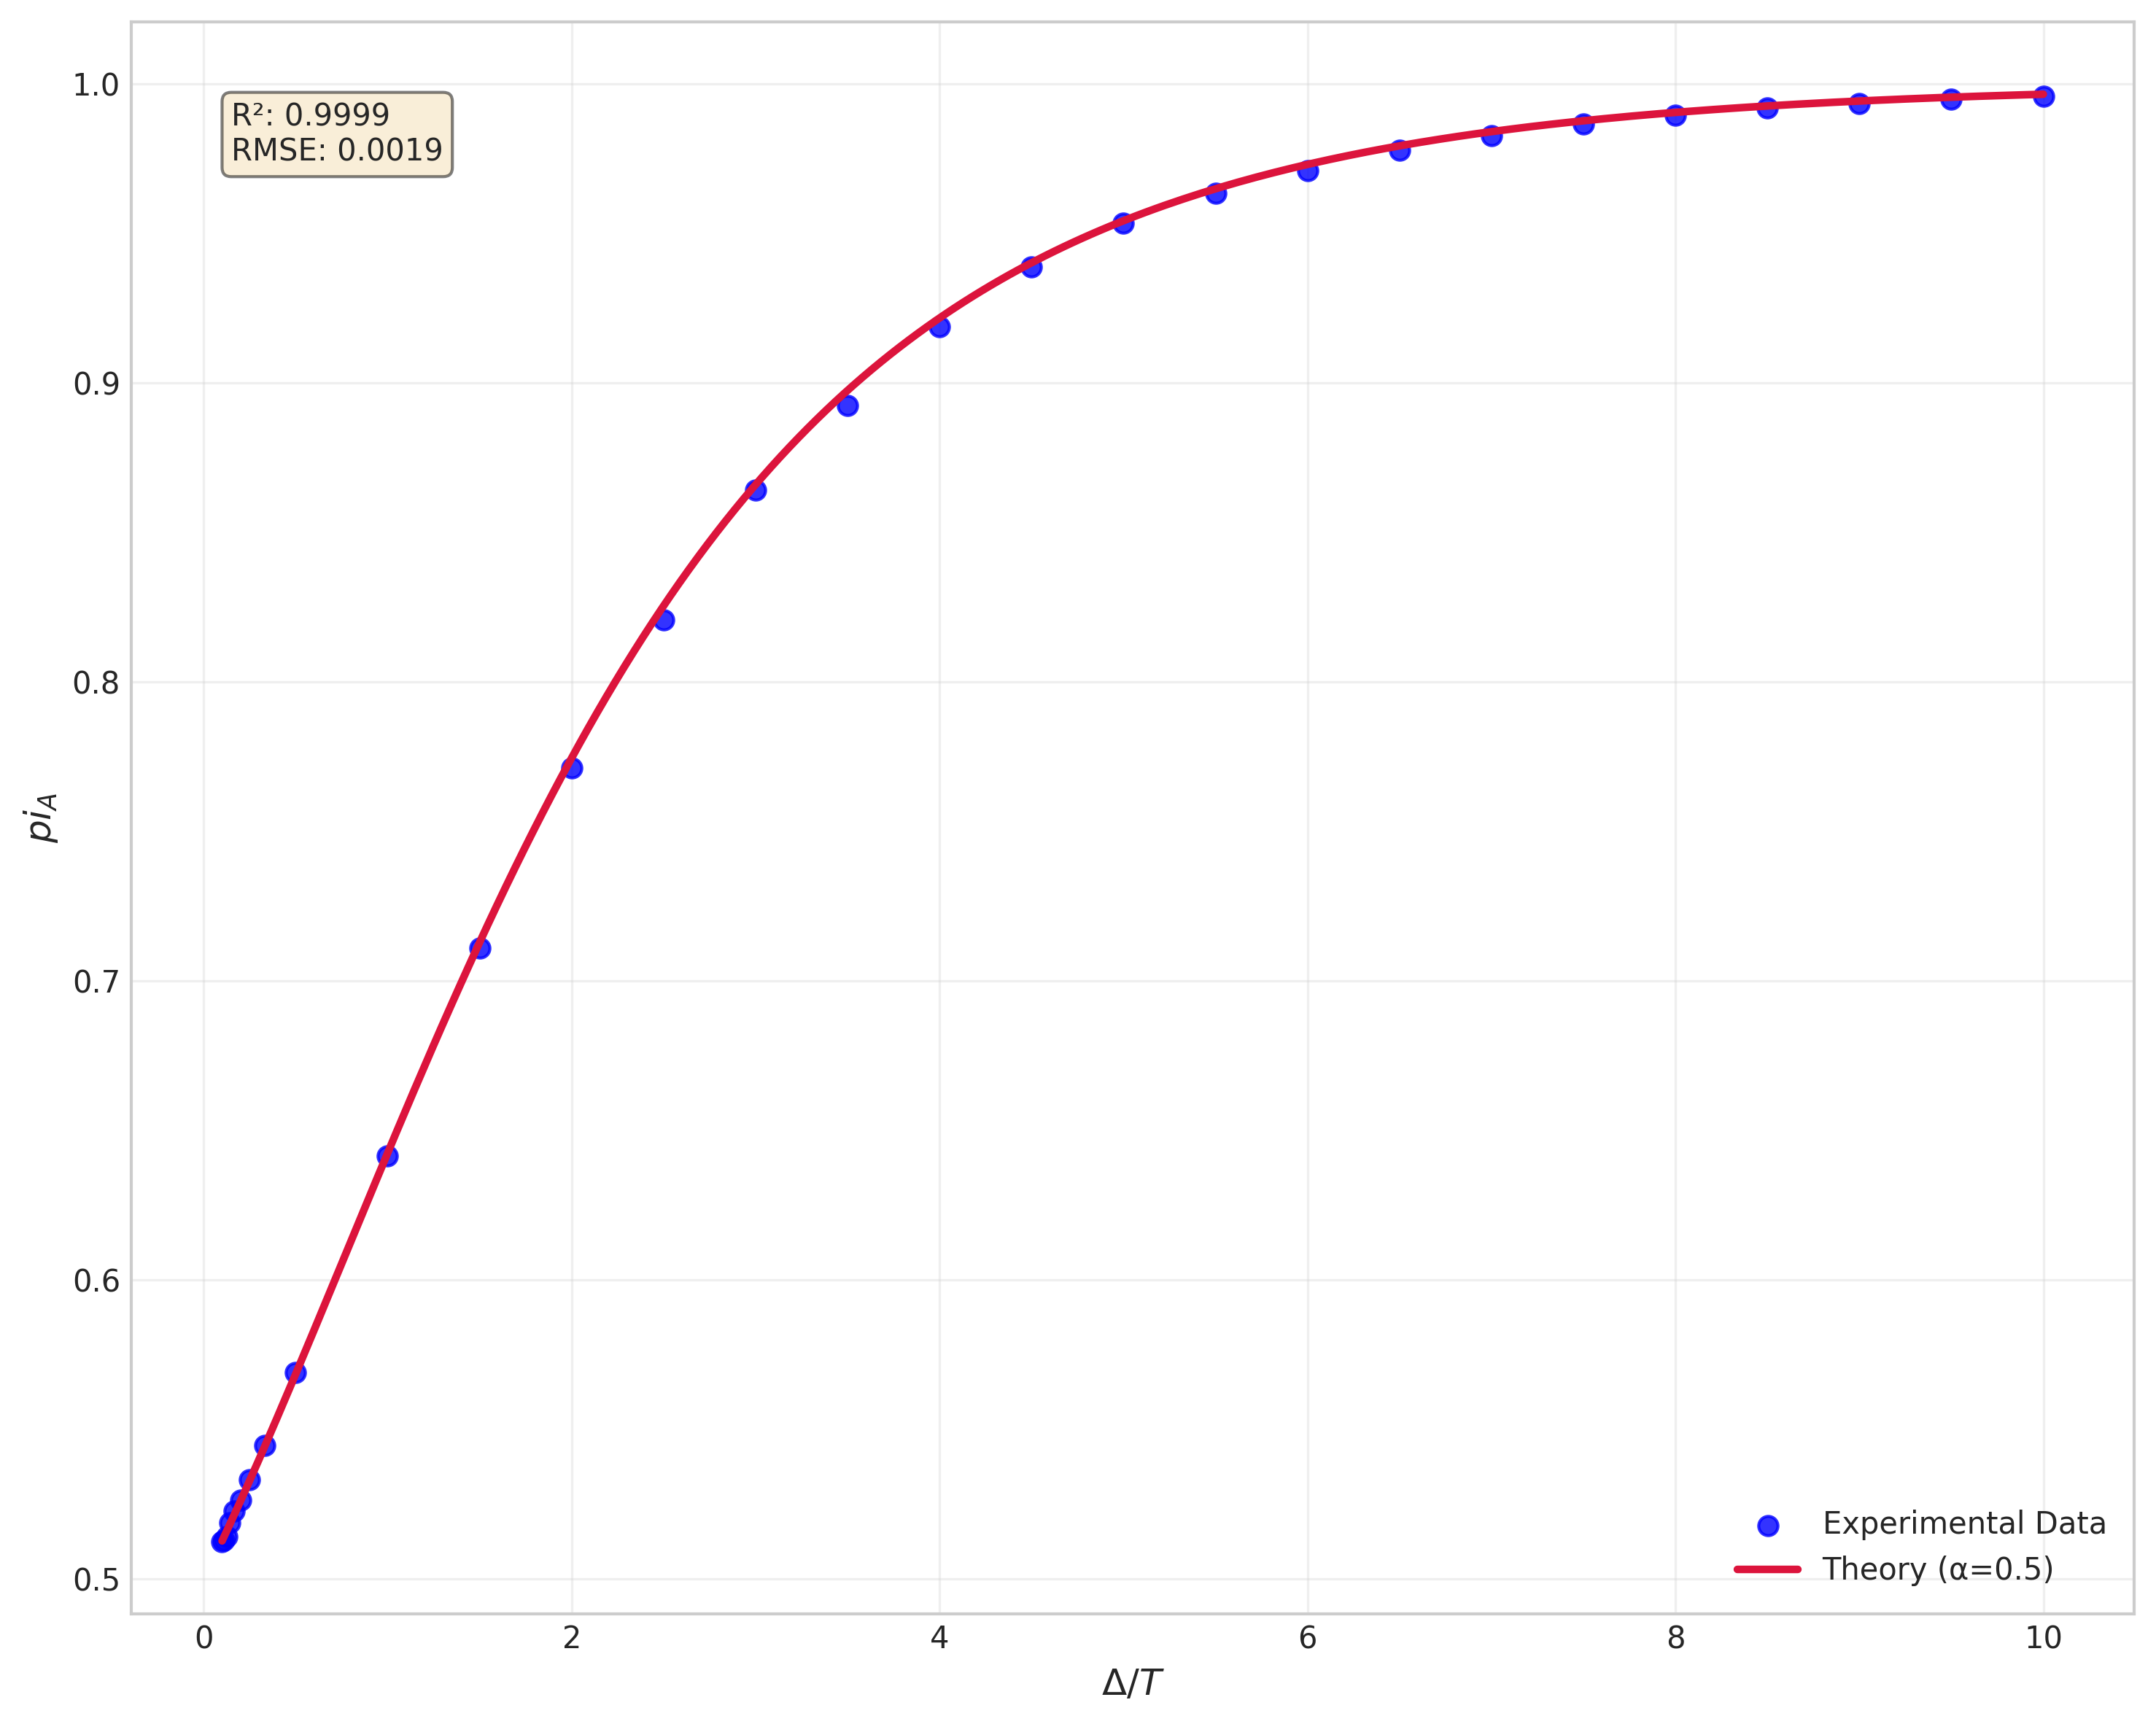 R²: 0.9999
RMSE: 0.0019
1.0
0.9
0.8
0.7
0.6
0.5
pi_A
0 2 4 6 8 10
Δ/T
Experimental Data
Theory (α=0.5)